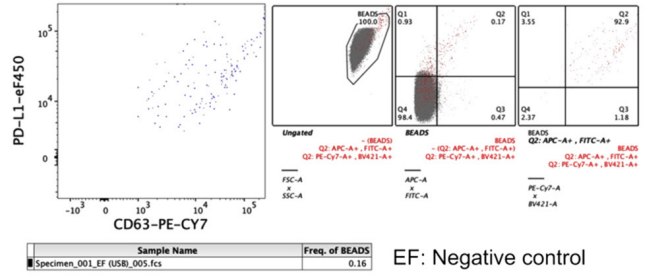 PD-L1-eF450
10^5
10^4
0
-10^3
0
10^3
10^4
10^5
CD63-PE-CY7
BEADS
100.0
Ungated
- (BEADS)
Q2: APC-A+ , FITC-A+
Q2: PE-Cy7-A+ , BV421-A+
FSC-A
x
SSC-A
Q1
0.93
Q2
0.17
Q4
98.4
Q3
0.47
BEADS
BEADS
- (Q2: APC-A+ , FITC-A+)
Q2: PE-Cy7-A+ , BV421-A+
APC-A
x
FITC-A
Q1
3.55
Q2
92.9
Q4
2.37
Q3
1.18
BEADS
Q2: APC-A+ , FITC-A+
BEADS
Q2: APC-A+ , FITC-A+
Q2: PE-Cy7-A+ , BV421-A+
PE-Cy7-A
x
BV421-A
Sample Name Freq. of BEADS
Specimen_001_EF (USB)_005.fcs 0.16
EF: Negative control